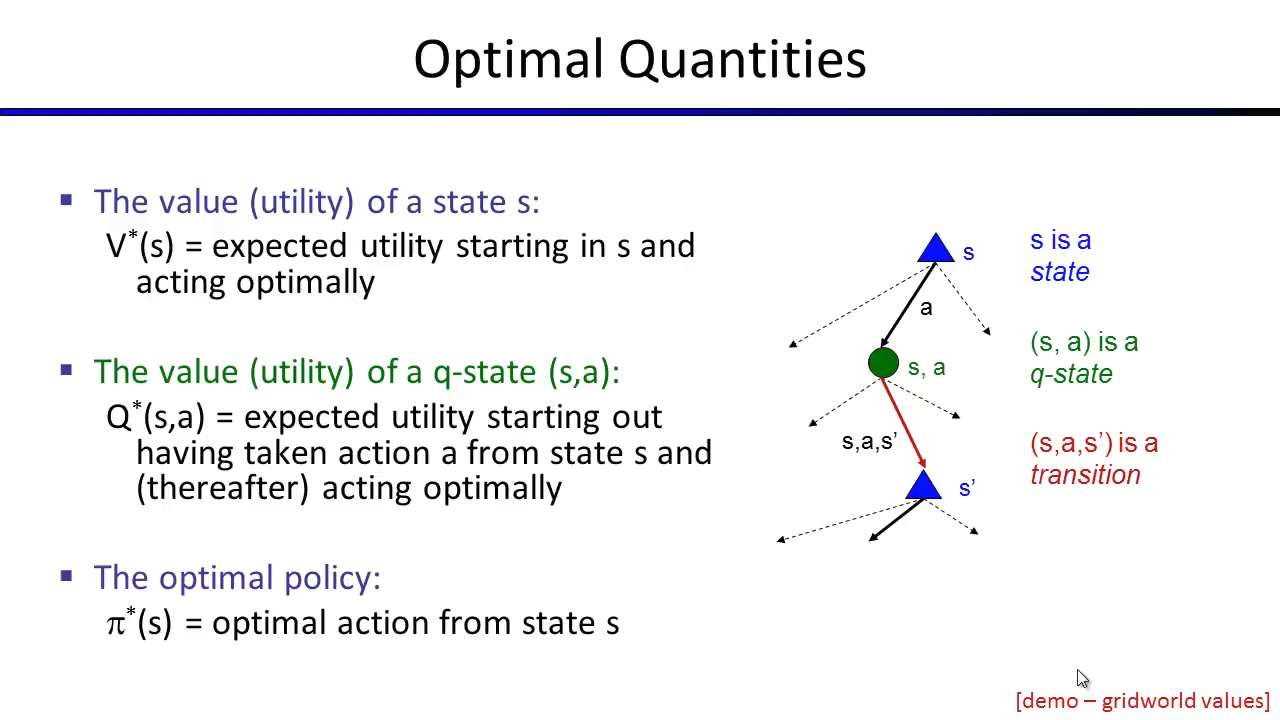 Optimal Quantities
▪ The value (utility) of a state s:
V*(s) = expected utility starting in s and
acting optimally
▪ The value (utility) of a q-state (s,a):
Q*(s,a) = expected utility starting out
having taken action a from state s and
(thereafter) acting optimally
▪ The optimal policy:
π*(s) = optimal action from state s
s
a
s, a
s,a,s’
s’
s is a
state
(s, a) is a
q-state
(s,a,s’) is a
transition
[demo – gridworld values]